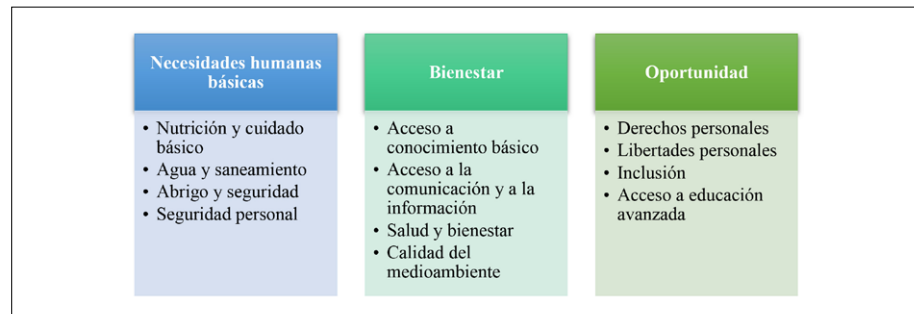 Necesidades humanas
básicas
• Nutrición y cuidado
básico
• Agua y saneamiento
• Abrigo y seguridad
• Seguridad personal
Bienestar
• Acceso a
conocimiento básico
• Acceso a la
comunicación y a la
información
• Salud y bienestar
• Calidad del
medioambiente
Oportunidad
• Derechos personales
• Libertades personales
• Inclusión
• Acceso a educación
avanzada